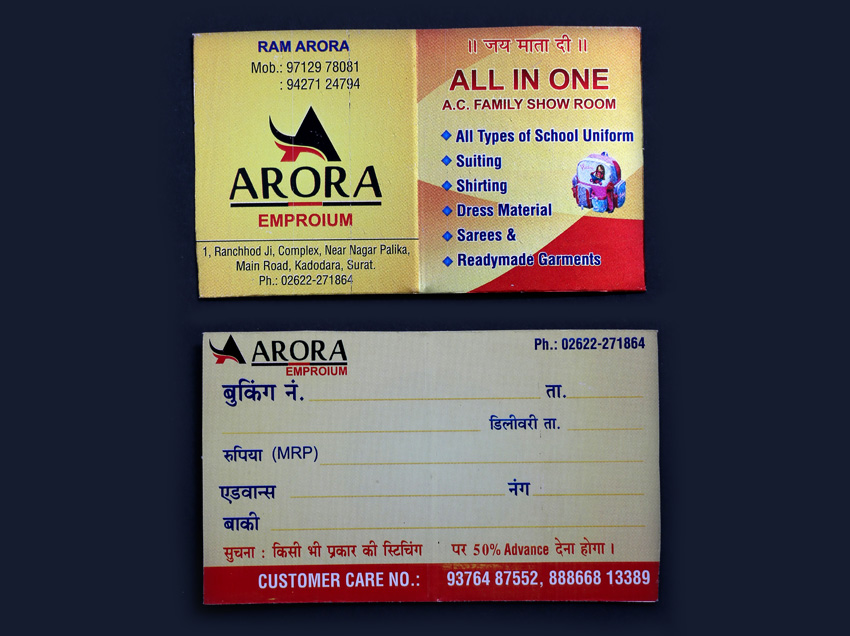 RAM ARORA
Mob.: 97129 78081
: 94271 24794
ARORA
EMPROIUM
1, Ranchhod Ji, Complex, Near Nagar Palika,
Main Road, Kadodara, Surat.
Ph.: 02622-271864
।। जय माता दी ।।
ALL IN ONE
A.C. FAMILY SHOW ROOM
All Types of School Uniform
Suiting
Shirting
Dress Material
Sarees &
Readymade Garments
ARORA
EMPROIUM
Ph.: 02622-271864
बुकिंग नं. ता.
डिलीवरी ता.
रुपिया (MRP)
एडवान्स नंग
बाकी
सुचना : किसी भी प्रकार की स्टिचिंग पर 50% Advance देना होगा ।
CUSTOMER CARE NO.: 93764 87552, 888668 13389